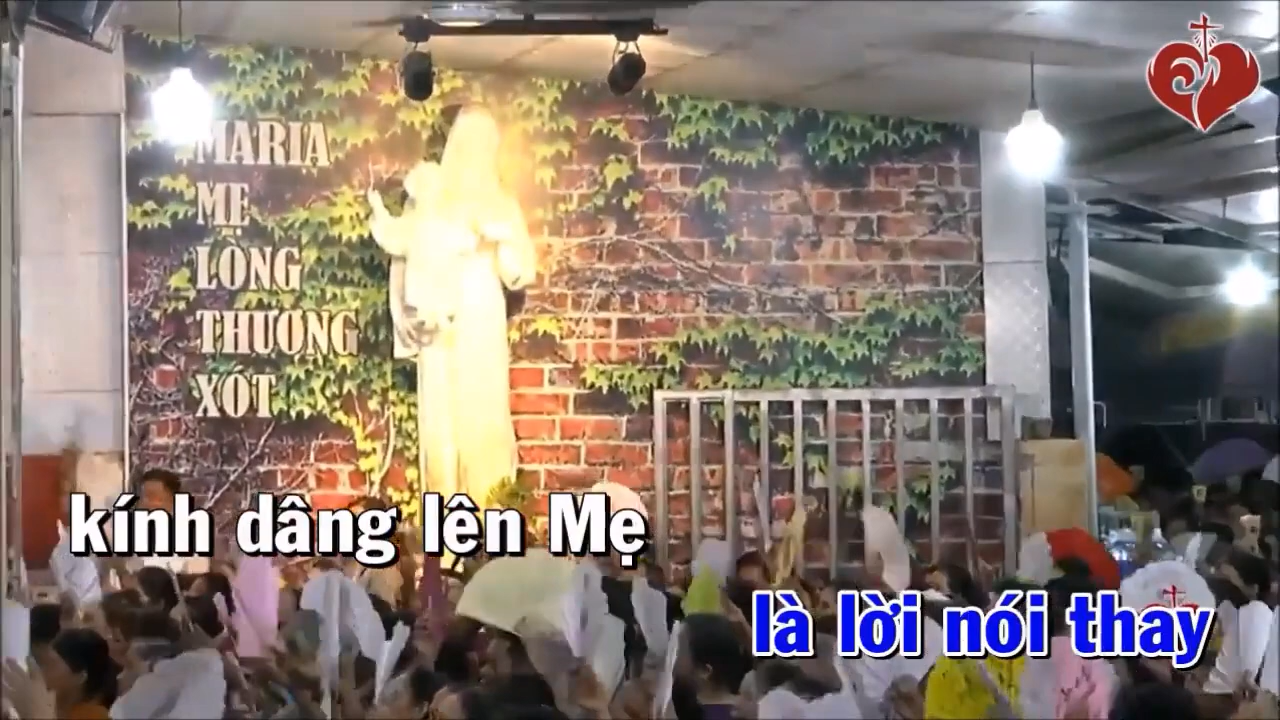 MARIA
MẸ
LÒNG
THƯƠNG
XÓT
kính dâng lên Mẹ
là lời nói thay